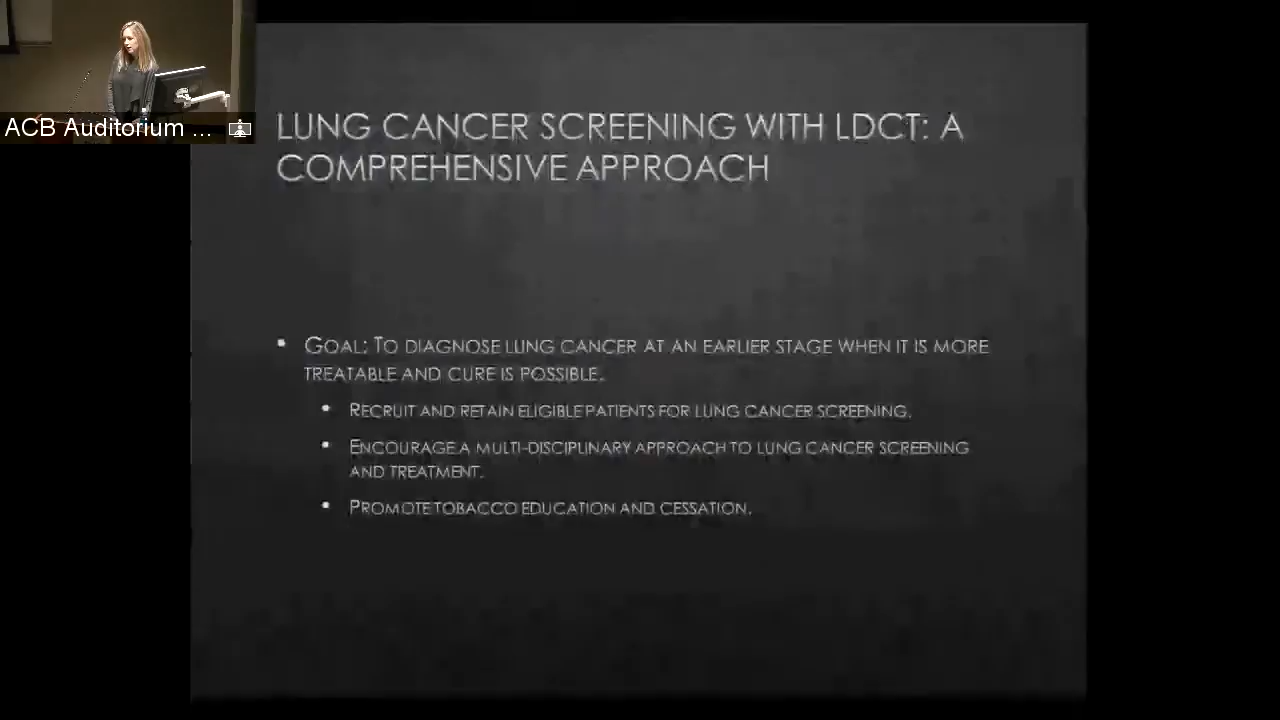 ACB Auditorium ...
LUNG CANCER SCREENING WITH LDCT: A
COMPREHENSIVE APPROACH
• GOAL: TO DIAGNOSE LUNG CANCER AT AN EARLIER STAGE WHEN IT IS MORE
TREATABLE AND CURE IS POSSIBLE.
• RECRUIT AND RETAIN ELIGIBLE PATIENTS FOR LUNG CANCER SCREENING.
• ENCOURAGE A MULTI-DISCIPLINARY APPROACH TO LUNG CANCER SCREENING
AND TREATMENT.
• PROMOTE TOBACCO EDUCATION AND CESSATION.